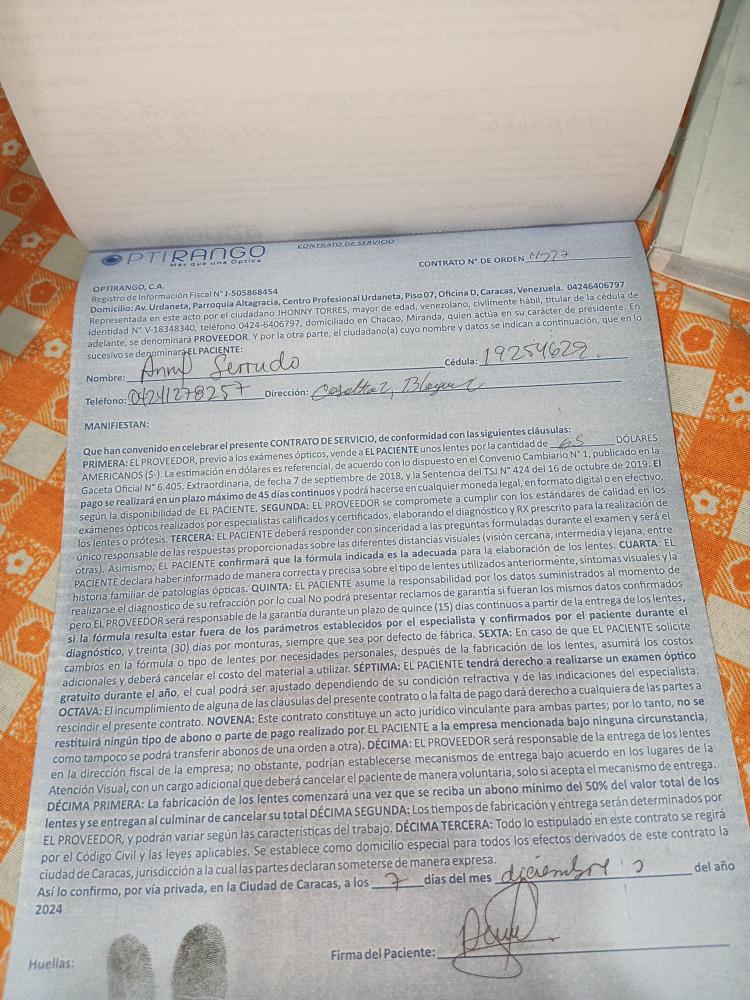 CONTRATO DE SERVICIO
OPTIRANGO
Más que una Óptica
CONTRATO N° DE ORDEN
OPTIRANGO, C.A.
Registro de Información Fiscal N° J-505868454
Domicilio: Av. Urdaneta, Parroquia Altagracia, Centro Profesional Urdaneta, Piso 07, Oficina D, Caracas, Venezuela. 04246406797
Representada en este acto por el ciudadano JHONNY TORRES, mayor de edad, venezolano, civilmente hábil, titular de la cédula de
identidad N° V-18348340, teléfono 0424-6406797, domiciliado en Chacao, Miranda, quien actúa en su carácter de presidente. En
adelante, se denominará PROVEEDOR. Y por la otra parte, el ciudadano(a) cuyo nombre y datos se indican a continuación, que en lo
sucesivo se denominará EL PACIENTE:
Nombre: Serrudo Cédula: 19254629
Teléfono: 04241278257 Dirección:
MANIFIESTAN:
Que han convenido en celebrar el presente CONTRATO DE SERVICIO, de conformidad con las siguientes cláusulas:
PRIMERA: EL PROVEEDOR, previo a los exámenes ópticos, vende a EL PACIENTE unos lentes por la cantidad de 65 DÓLARES
AMERICANOS ($-). La estimación en dólares es referencial, de acuerdo con lo dispuesto en el Convenio Cambiario N° 1, publicado en la
Gaceta Oficial N° 6.405, Extraordinaria, de fecha 7 de septiembre de 2018, y la Sentencia del TSJ N° 424 del 16 de octubre de 2019. El
pago se realizará en un plazo máximo de 45 días continuos y podrá hacerse en cualquier moneda legal, en formato digital o en efectivo,
según la disponibilidad de EL PACIENTE. SEGUNDA: EL PROVEEDOR se compromete a cumplir con los estándares de calidad en los
exámenes ópticos realizados por especialistas calificados y certificados, elaborando el diagnóstico y RX prescrito para la realización de
los lentes o prótesis. TERCERA: EL PACIENTE deberá responder con sinceridad a las preguntas formuladas durante el examen y será el
único responsable de las respuestas proporcionadas sobre las diferentes distancias visuales (visión cercana, intermedia y lejana, entre
otras). Asimismo, EL PACIENTE confirmará que la fórmula indicada es la adecuada para la elaboración de los lentes. CUARTA: EL
PACIENTE declara haber informado de manera correcta y precisa sobre el tipo de lentes utilizados anteriormente, síntomas visuales y la
historia familiar de patologías ópticas. QUINTA: EL PACIENTE asume la responsabilidad por los datos suministrados al momento de
realizarse el diagnostico de su refracción por lo cual No podrá presentar reclamos de garantía si fueran los mismos datos confirmados
pero EL PROVEEDOR será responsable de la garantía durante un plazo de quince (15) días continuos a partir de la entrega de los lentes,
si la fórmula resulta estar fuera de los parámetros establecidos por el especialista y confirmados por el paciente durante el
diagnóstico, y treinta (30) días por monturas, siempre que sea por defecto de fábrica. SEXTA: En caso de que EL PACIENTE solicite
cambios en la fórmula o tipo de lentes por necesidades personales, después de la fabricación de los lentes, asumirá los costos
adicionales y deberá cancelar el costo del material a utilizar. SÉPTIMA: EL PACIENTE tendrá derecho a realizarse un examen óptico
gratuito durante el año, el cual podrá ser ajustado dependiendo de su condición refractiva y de las indicaciones del especialista.
OCTAVA: El incumplimiento de alguna de las cláusulas del presente contrato o la falta de pago dará derecho a cualquiera de las partes a
rescindir el presente contrato. NOVENA: Este contrato constituye un acto jurídico vinculante para ambas partes; por lo tanto, no se
restituirá ningún tipo de abono o parte de pago realizado por EL PACIENTE a la empresa mencionada bajo ninguna circunstancia,
como tampoco se podrá transferir abonos de una orden a otra). DÉCIMA: EL PROVEEDOR será responsable de la entrega de los lentes
en la dirección fiscal de la empresa; no obstante, podrían establecerse mecanismos de entrega bajo acuerdo en los lugares de la
Atención Visual, con un cargo adicional que deberá cancelar el paciente de manera voluntaria, solo si acepta el mecanismo de entrega.
DÉCIMA PRIMERA: La fabricación de los lentes comenzará una vez que se reciba un abono mínimo del 50% del valor total de los
lentes y se entregan al culminar de cancelar su total DÉCIMA SEGUNDA: Los tiempos de fabricación y entrega serán determinados por
EL PROVEEDOR, y podrán variar según las características del trabajo. DÉCIMA TERCERA: Todo lo estipulado en este contrato se regirá
por el Código Civil y las leyes aplicables. Se establece como domicilio especial para todos los efectos derivados de este contrato la
ciudad de Caracas, jurisdicción a la cual las partes declaran someterse de manera expresa.
Así lo confirmo, por vía privada, en la Ciudad de Caracas, a los 7 días del mes diciembre del año
2024
Huellas: Firma del Paciente: